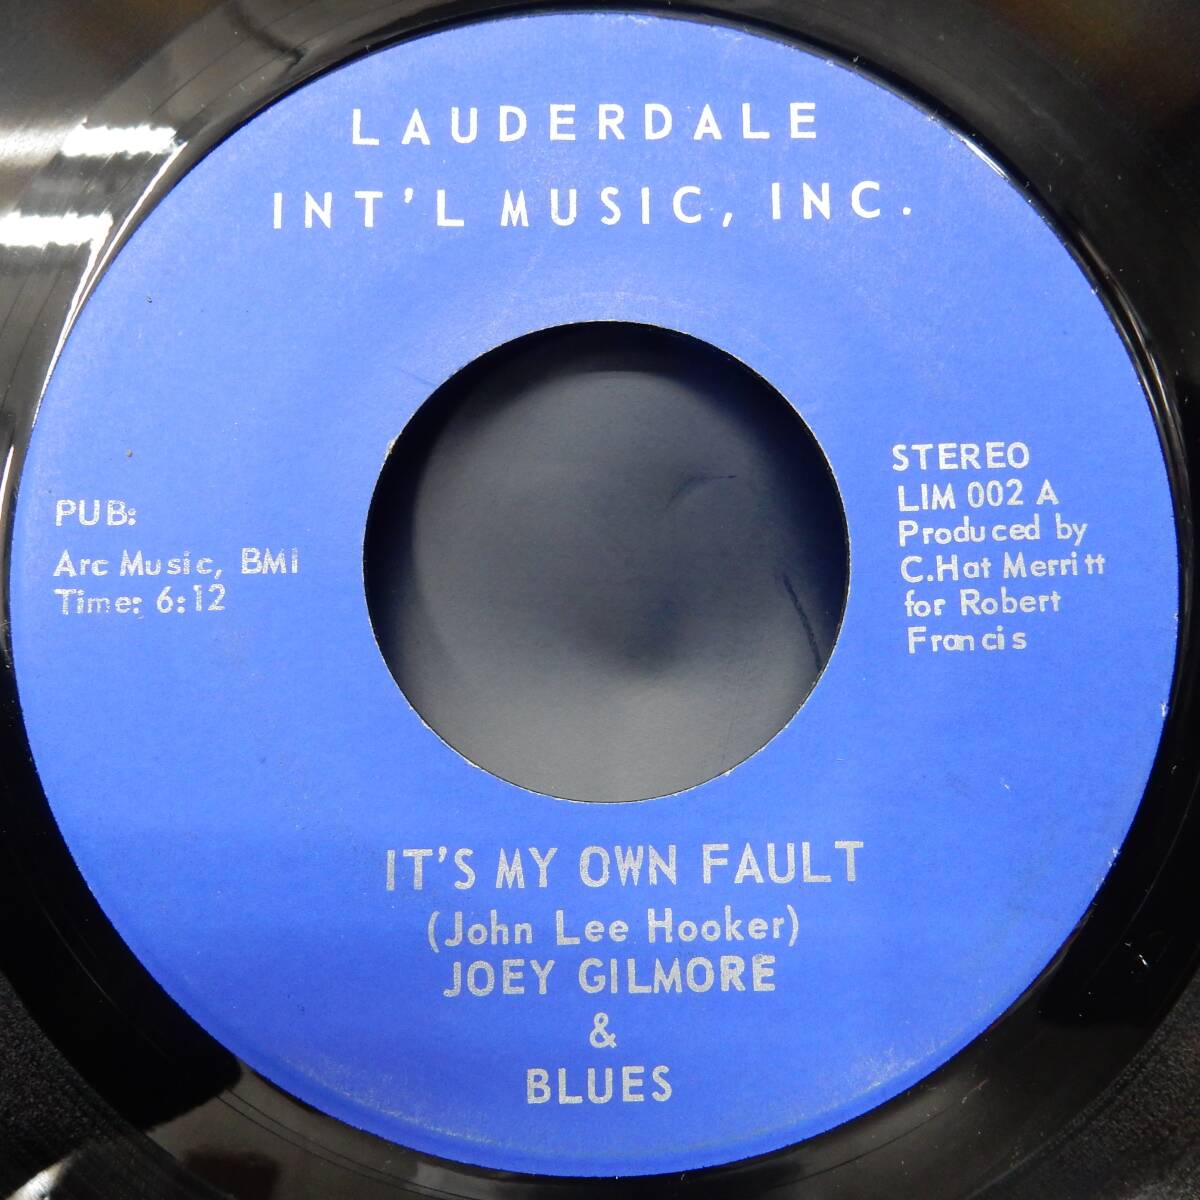 LAUDERDALE
INT'L MUSIC, INC.
PUB:
Arc Music, BMI
Time: 6:12
STEREO
LIM 002 A
Produced by
C.Hat Merritt
for Robert
Francis
IT'S MY OWN FAULT
(John Lee Hooker)
JOEY GILMORE
&
BLUES